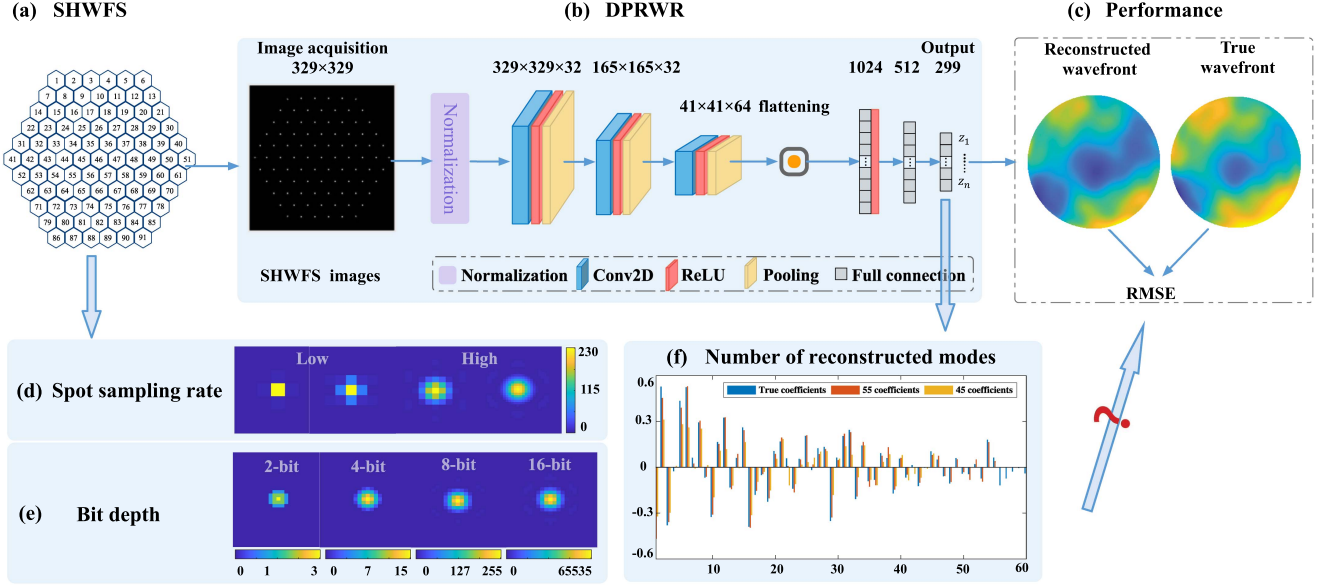 (a) SHWFS
(b) DPRWR
(c) Performance
1 2 3 4 5 6
7 8 9 10 11 12 13
14 15 16 17 18 19 20 21
22 23 24 25 26 27 28 29 30
31 32 33 34 35 36 37 38 39 40
41 42 43 44 45 46 47 48 49 50 51
52 53 54 55 56 57 58 59 60 61
62 63 64 65 66 67 68 69 70
71 72 73 74 75 76 77 78
79 80 81 82 83 84 85
86 87 88 89 90 91
Image acquisition
329×329
SHWFS images
Normalization
329×329×32
165×165×32
41×41×64 flattening
1024
512
Output
299
z1
zn
Normalization
Conv2D
ReLU
Pooling
Full connection
Reconstructed
wavefront
True
wavefront
RMSE
?
(d) Spot sampling rate
Low
High
230
115
0
(e) Bit depth
2-bit
4-bit
8-bit
16-bit
0 1 3
0 7 15
0 127 255
0 65535
(f) Number of reconstructed modes
True coefficients
55 coefficients
45 coefficients
0.6
0.3
0
-0.3
-0.6
10 20 30 40 50 60